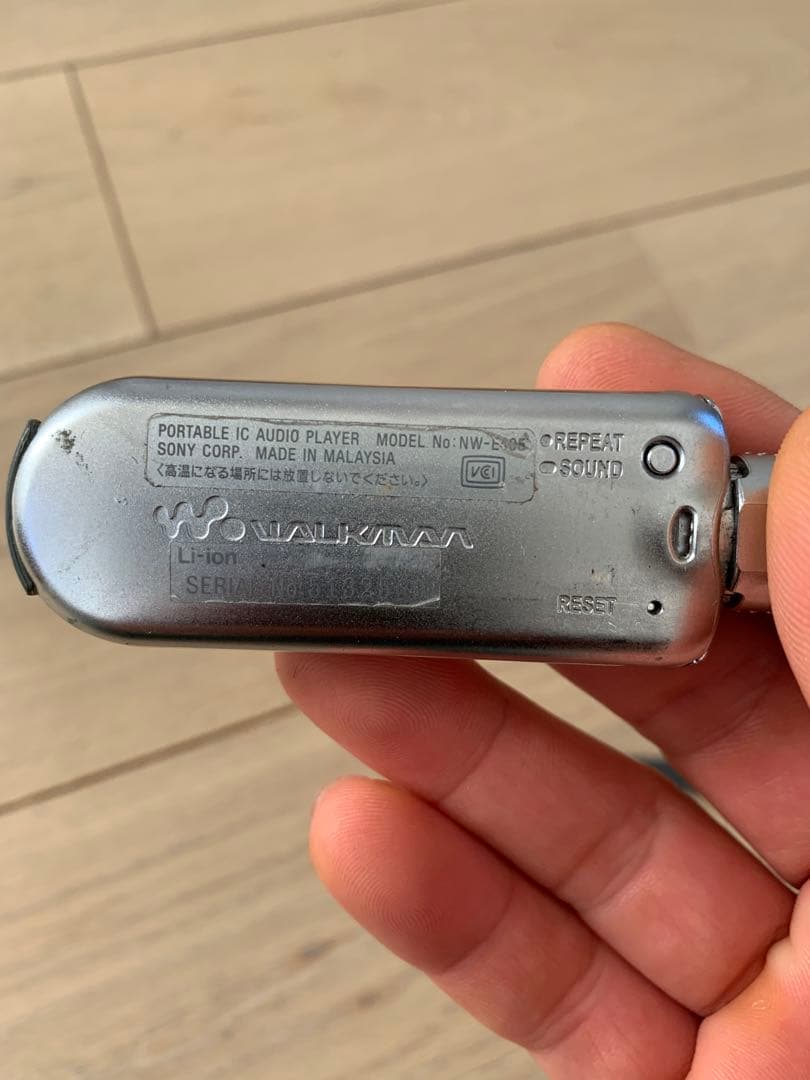 PORTABLE IC AUDIO PLAYER MODEL No: NW-E405
SONY CORP. MADE IN MALAYSIA
〈高温になる場所には放置しないでください。〉
VCI
REPEAT
SOUND
WALKMAN
Li-ion
SERIAL No.
RESET